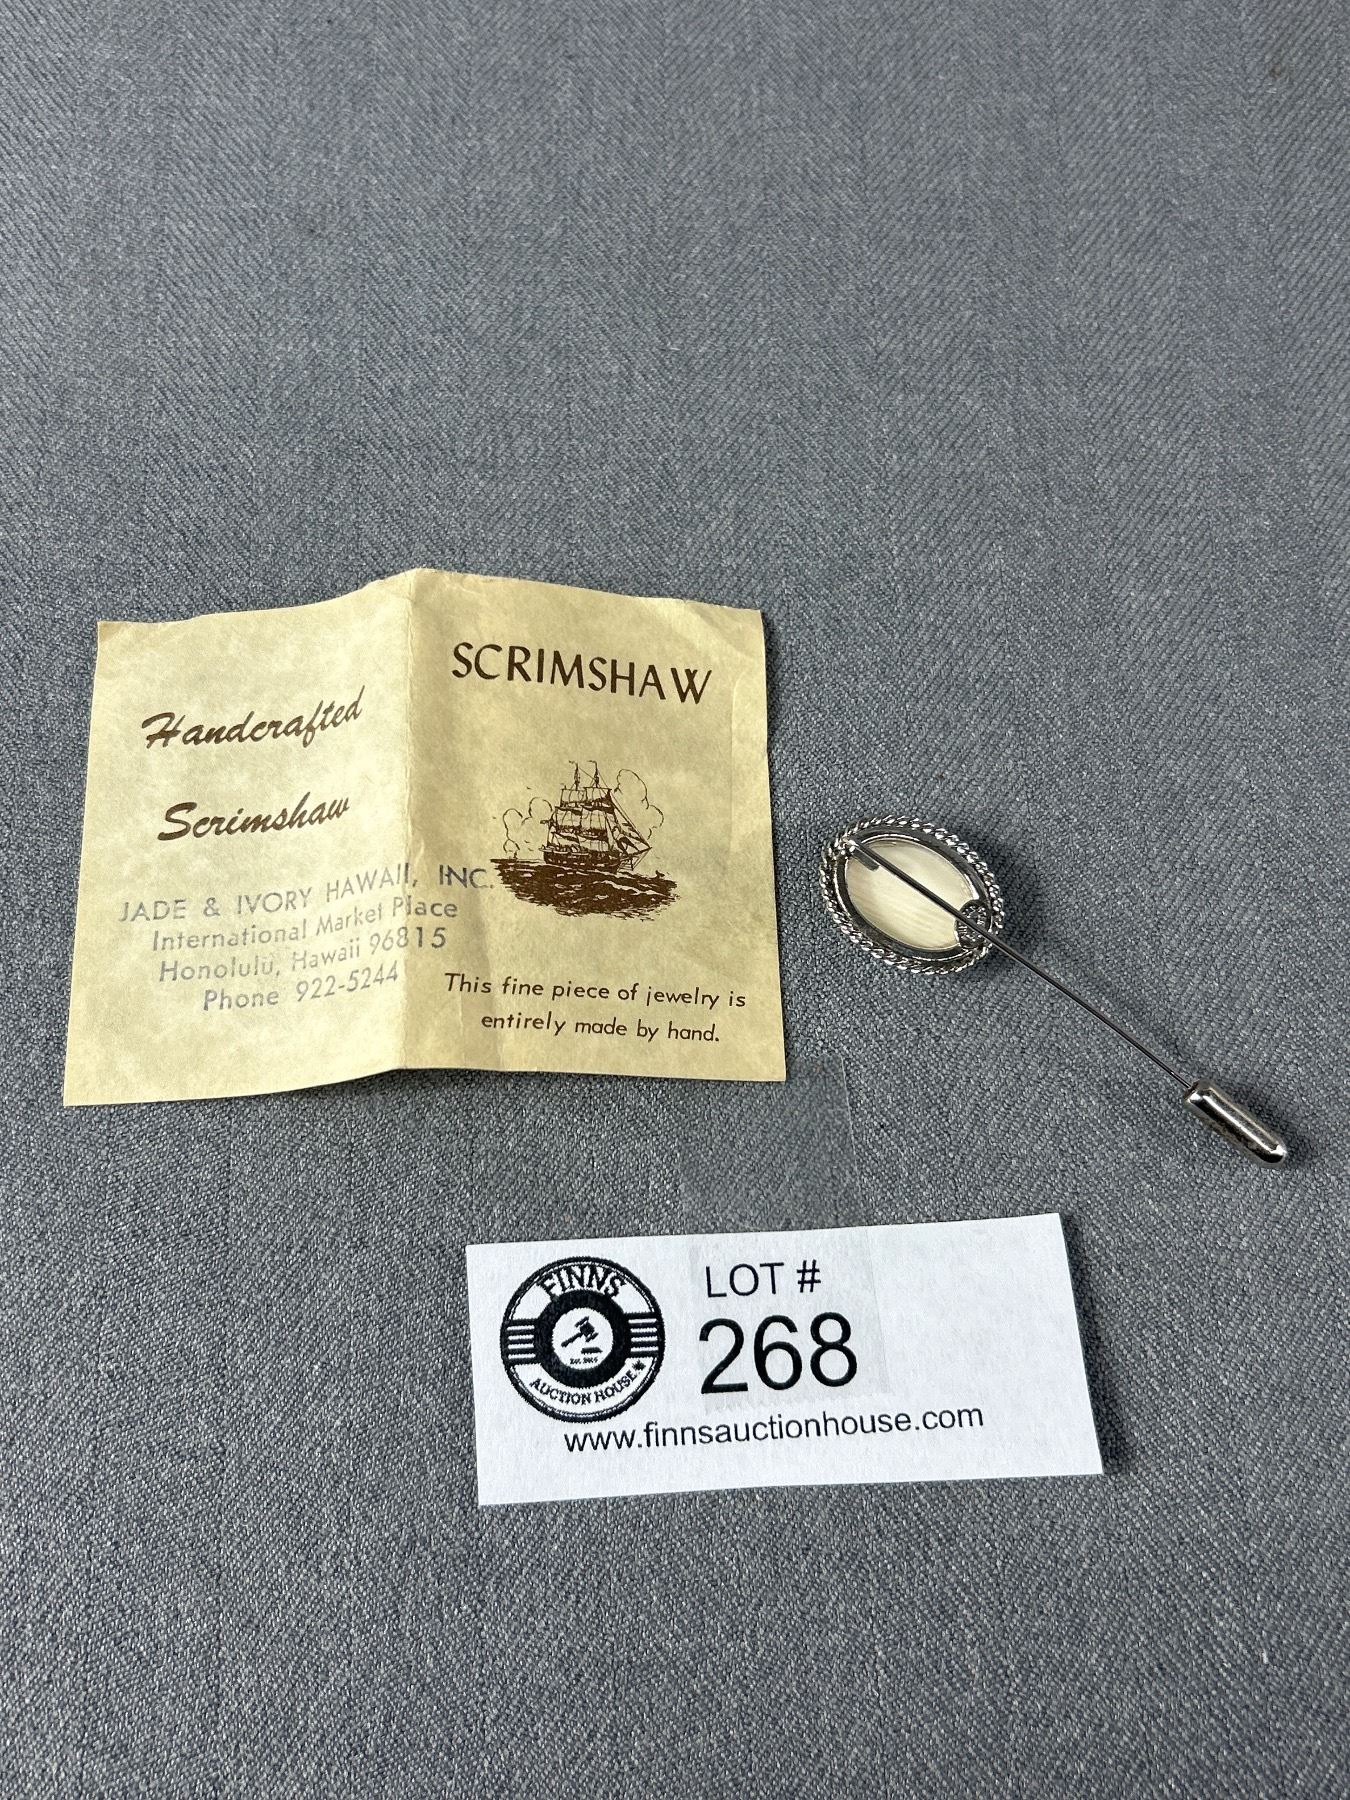 Handcrafted
Scrimshaw
JADE & IVORY HAWAII, INC.
International Market Place
Honolulu, Hawaii 96815
Phone 922-5244
SCRIMSHAW
This fine piece of jewelry is
entirely made by hand.
FINNS
AUCTION HOUSE
LOT #
268
www.finnsauctionhouse.com